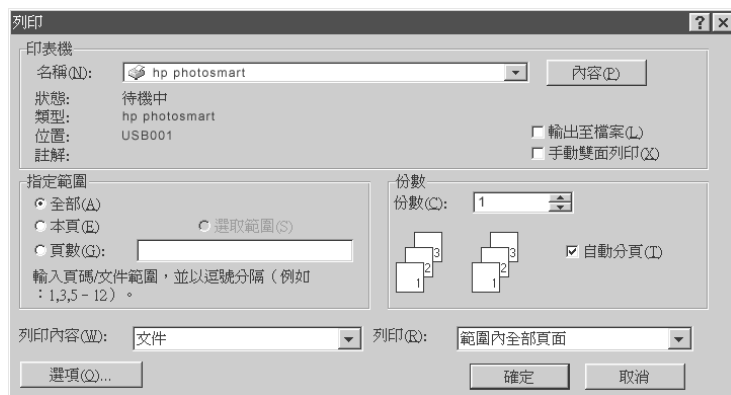 列印
印表機
名稱(N): hp photosmart 內容(P)
狀態: 待機中
類型: hp photosmart
位置: USB001
註解:
輸出至檔案(L)
手動雙面列印(X)
指定範圍
全部(A)
本頁(E) 選取範圍(S)
頁數(G):
輸入頁碼/文件範圍，並以逗號分隔（例如
：1,3,5－12）。
份數
份數(C): 1
3 3
2 2
1 1
自動分頁(T)
列印內容(W): 文件 列印(R): 範圍內全部頁面
選項(O)... 確定 取消